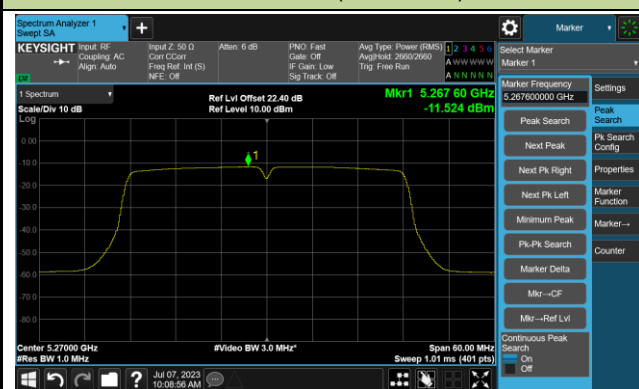 Spectrum Analyzer 1
Swept SA
Marker
KEYSIGHT
Input: RF
Coupling: AC
Align: Auto
Input Z: 50 Ω
Corr CCorr
Freq Ref: Int (S)
NFE: Off
Atten: 6 dB
PNO: Fast
Gate: Off
IF Gain: Low
Sig Track: Off
Avg Type: Power (RMS)
Avg|Hold: 2660/2660
Trig: Free Run
1 2 3 4 5 6
A W W W W W
A N N N N N
Select Marker
Marker 1
1 Spectrum
Scale/Div 10 dB
Log
Ref Lvl Offset 22.40 dB
Ref Level 10.00 dBm
Mkr1 5.267 60 GHz
-11.524 dBm
Marker Frequency
5.267600000 GHz
Settings
Peak Search
Peak Search
Next Peak
Pk Search Config
Next Pk Right
Properties
Next Pk Left
Marker Function
Minimum Peak
Marker→
Pk-Pk Search
Counter
Marker Delta
Mkr→CF
Mkr→Ref Lvl
Continuous Peak Search
On
Off
0.00
-10.0
-20.0
-30.0
-40.0
-50.0
-60.0
-70.0
-80.0
1
Center 5.27000 GHz
#Res BW 1.0 MHz
#Video BW 3.0 MHz*
Span 60.00 MHz
Sweep 1.01 ms (401 pts)
Jul 07, 2023
10:08:56 AM